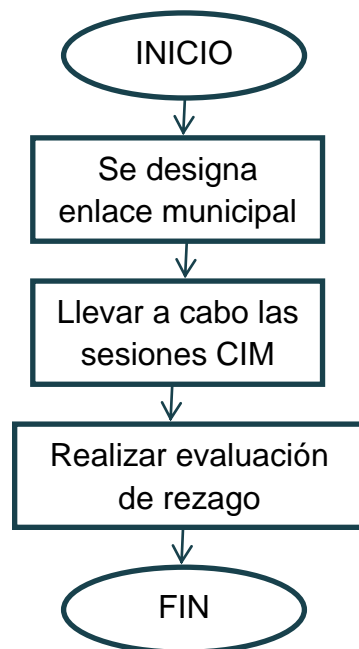 INICIO
Se designa
enlace municipal
Llevar a cabo las
sesiones CIM
Realizar evaluación
de rezago
FIN